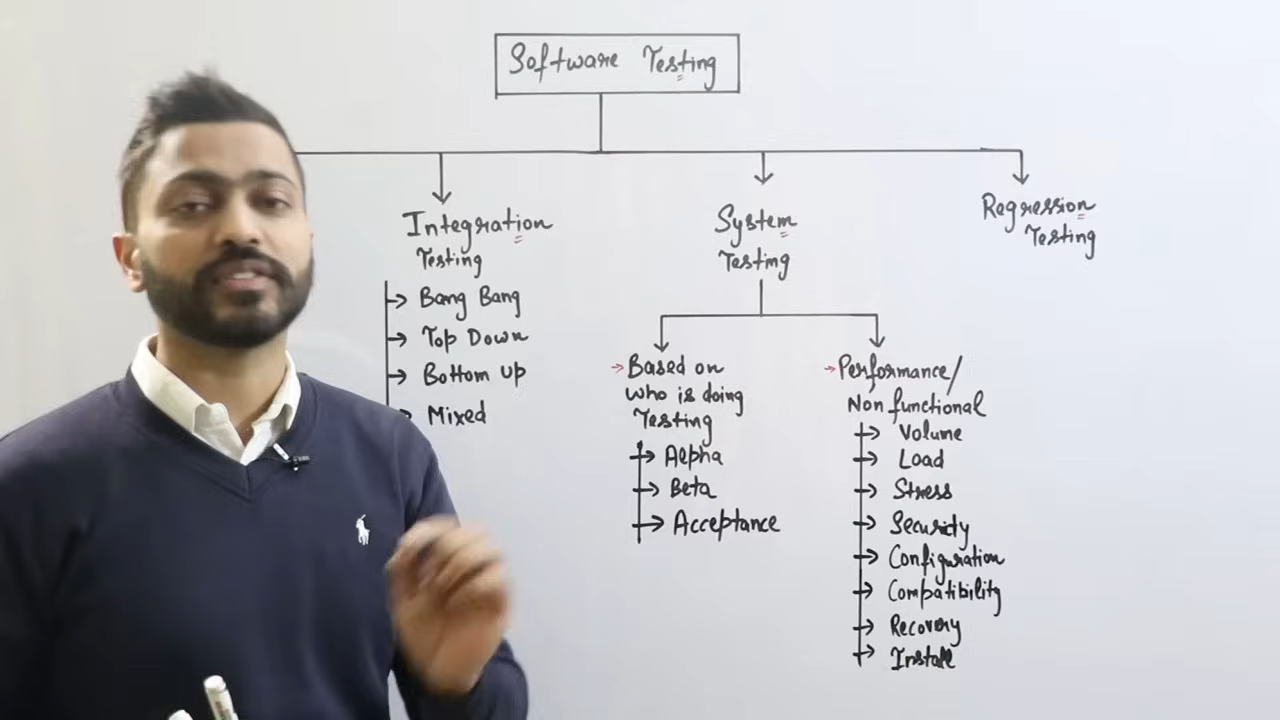 Software Testing
Integration
Testing
Bang Bang
Top Down
Bottom up
Mixed
System
Testing
Based on
who is doing
Testing
Alpha
Beta
Acceptance
Performance/
Non functional
Volume
Load
Stress
Security
Configuration
Compatibility
Recovery
Install
Regression
Testing